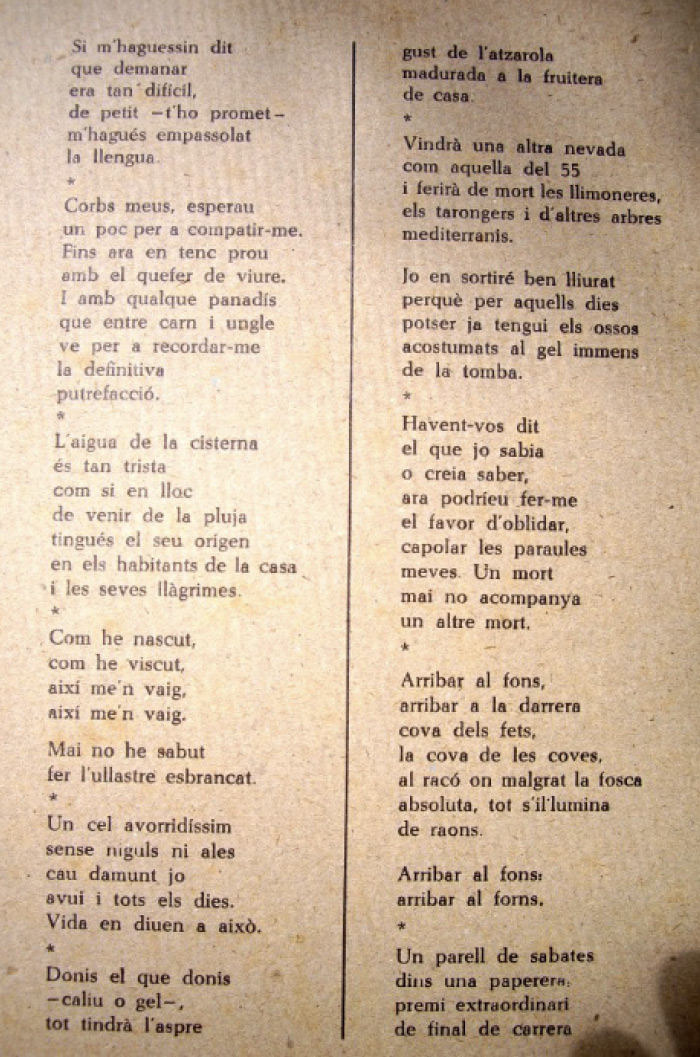 Si m'haguessin dit
que demanar
era tan difícil,
de petit —t'ho promet—
m'hagués empassolat
la llengua.
*
Corbs meus, esperau
un poc per a compatir-me.
Fins ara en tenc prou
amb el quefer de viure.
I amb qualque panadís
que entre carn i ungle
ve per a recordar-me
la definitiva
putrefacció.
*
L'aigua de la cisterna
és tan trista
com si en lloc
de venir de la pluja
tingués el seu origen
en els habitants de la casa
i les seves llàgrimes.
*
Com he nascut,
com he viscut,
així me'n vaig,
així me'n vaig.
Mai no he sabut
fer l'ullastre esbrancat.
*
Un cel avorridíssim
sense niguls ni ales
cau damunt jo
avui i tots els dies.
Vida en diuen a això.
*
Donis el que donis
—caliu o gel—,
tot tindrà l'aspre
gust de l'atzarola
madurada a la fruitera
de casa.
*
Vindrà una altra nevada
com aquella del 55
i ferirà de mort les llimoneres,
els tarongers i d'altres arbres
mediterranis.
Jo en sortiré ben lliurat
perquè per aquells dies
potser ja tengui els ossos
acostumats al gel immens
de la tomba.
*
Havent-vos dit
el que jo sabia
o creia saber,
ara podríeu fer-me
el favor d'oblidar,
capolar les paraules
meves. Un mort
mai no acompanya
un altre mort.
*
Arribar al fons,
arribar a la darrera
cova dels fets,
la cova de les coves,
al racó on malgrat la fosca
absoluta, tot s'il·lumina
de raons.
Arribar al fons:
arribar al forns.
*
Un parell de sabates
dins una paperera:
premi extraordinari
de final de carrera